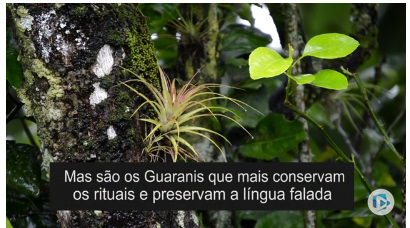 Mas são os Guaranis que mais conservam
os rituais e preservam a língua falada